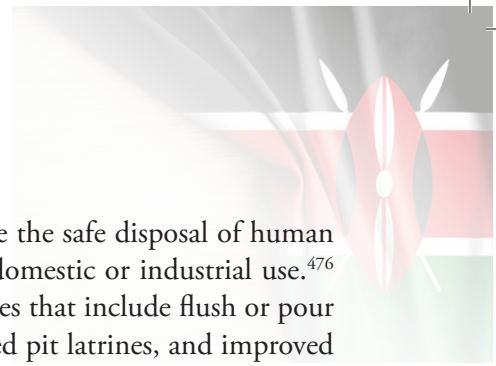 e the safe disposal of human
domestic or industrial use.476
es that include flush or pour
ed pit latrines, and improved